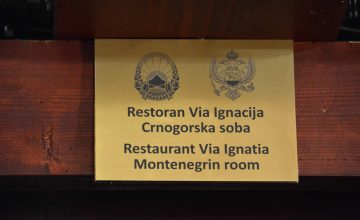 Restoran Via Ignacija
Crnogorska soba
Restaurant Via Ignatia
Montenegrin room